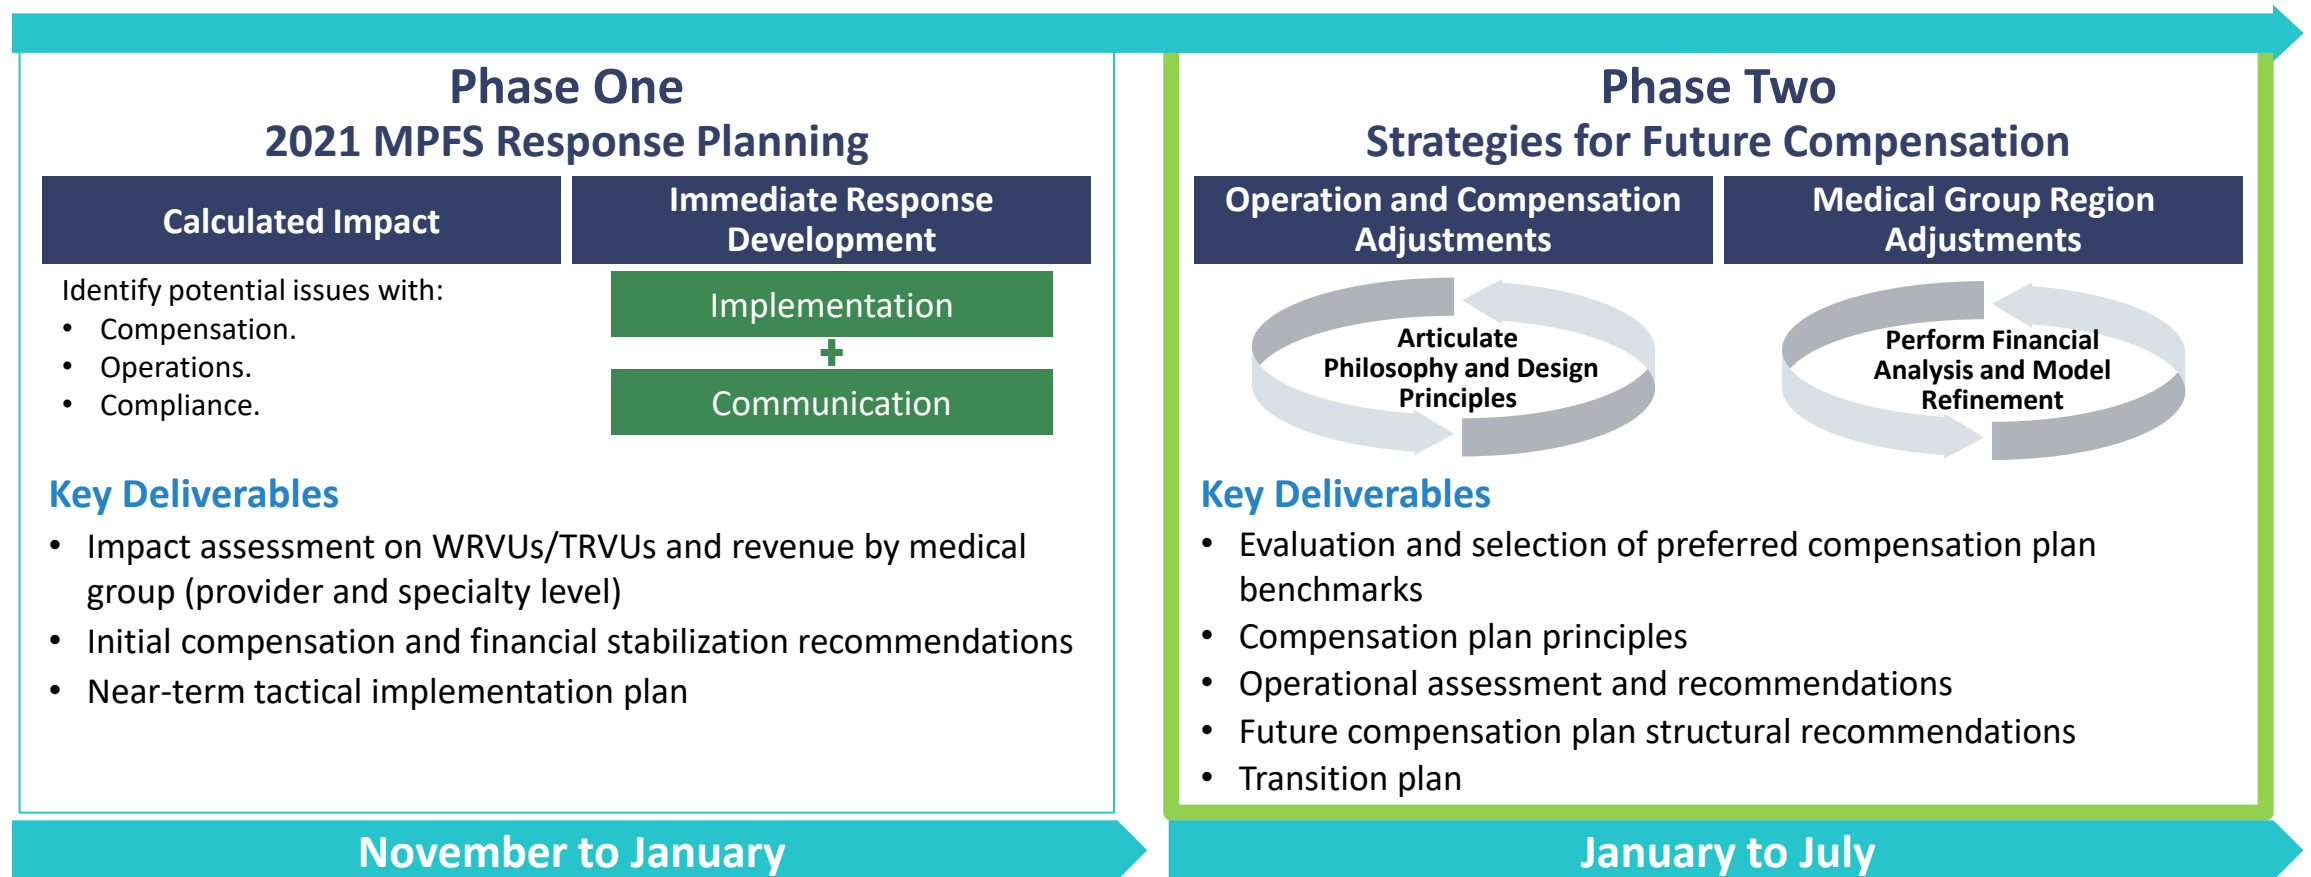 Phase One
2021 MPFS Response Planning
Calculated Impact
Immediate Response
Development
Identify potential issues with:
• Compensation.
• Operations.
• Compliance.
Implementation
+
Communication
Key Deliverables
• Impact assessment on WRVUs/TRVUs and revenue by medical
group (provider and specialty level)
• Initial compensation and financial stabilization recommendations
• Near-term tactical implementation plan
November to January
Phase Two
Strategies for Future Compensation
Operation and Compensation
Adjustments
Medical Group Region
Adjustments
Articulate
Philosophy and Design
Principles
Perform Financial
Analysis and Model
Refinement
Key Deliverables
• Evaluation and selection of preferred compensation plan
benchmarks
• Compensation plan principles
• Operational assessment and recommendations
• Future compensation plan structural recommendations
• Transition plan
January to July